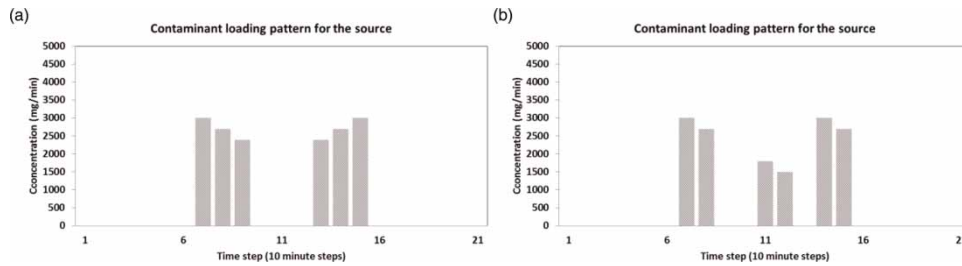 (a)
Contaminant loading pattern for the source
Cconcentration (mg/min)
5000
4500
4000
3500
3000
2500
2000
1500
1000
500
0
1 6 11 16 21
Time step (10 minute steps)
(b)
Contaminant loading pattern for the source
Cconcentration (mg/min)
5000
4500
4000
3500
3000
2500
2000
1500
1000
500
0
1 6 11 16 2
Time step (10 minute steps)